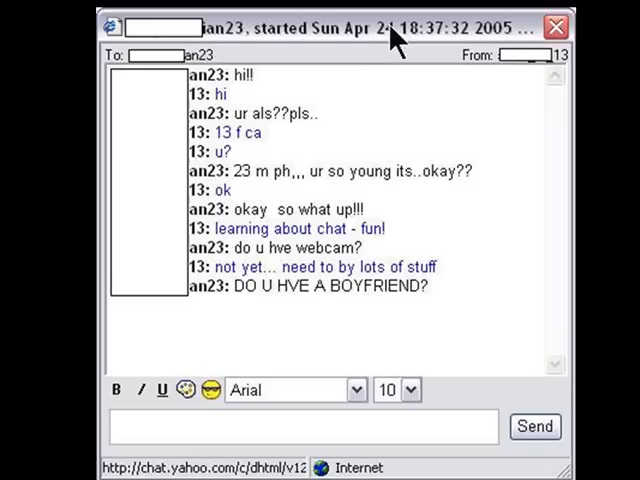 ian23, started Sun Apr 24 18:37:32 2005 ...
To: an23 From: 13
an23: hi!!
13: hi
an23: ur als??pls..
13: 13 f ca
13: u?
an23: 23 m ph,,, ur so young its..okay??
13: ok
an23: okay so what up!!!
13: learning about chat - fun!
an23: do u hve webcam?
13: not yet... need to by lots of stuff
an23: DO U HVE A BOYFRIEND?
B I U Arial 10
Send
http://chat.yahoo.com/c/dhtml/v12 Internet